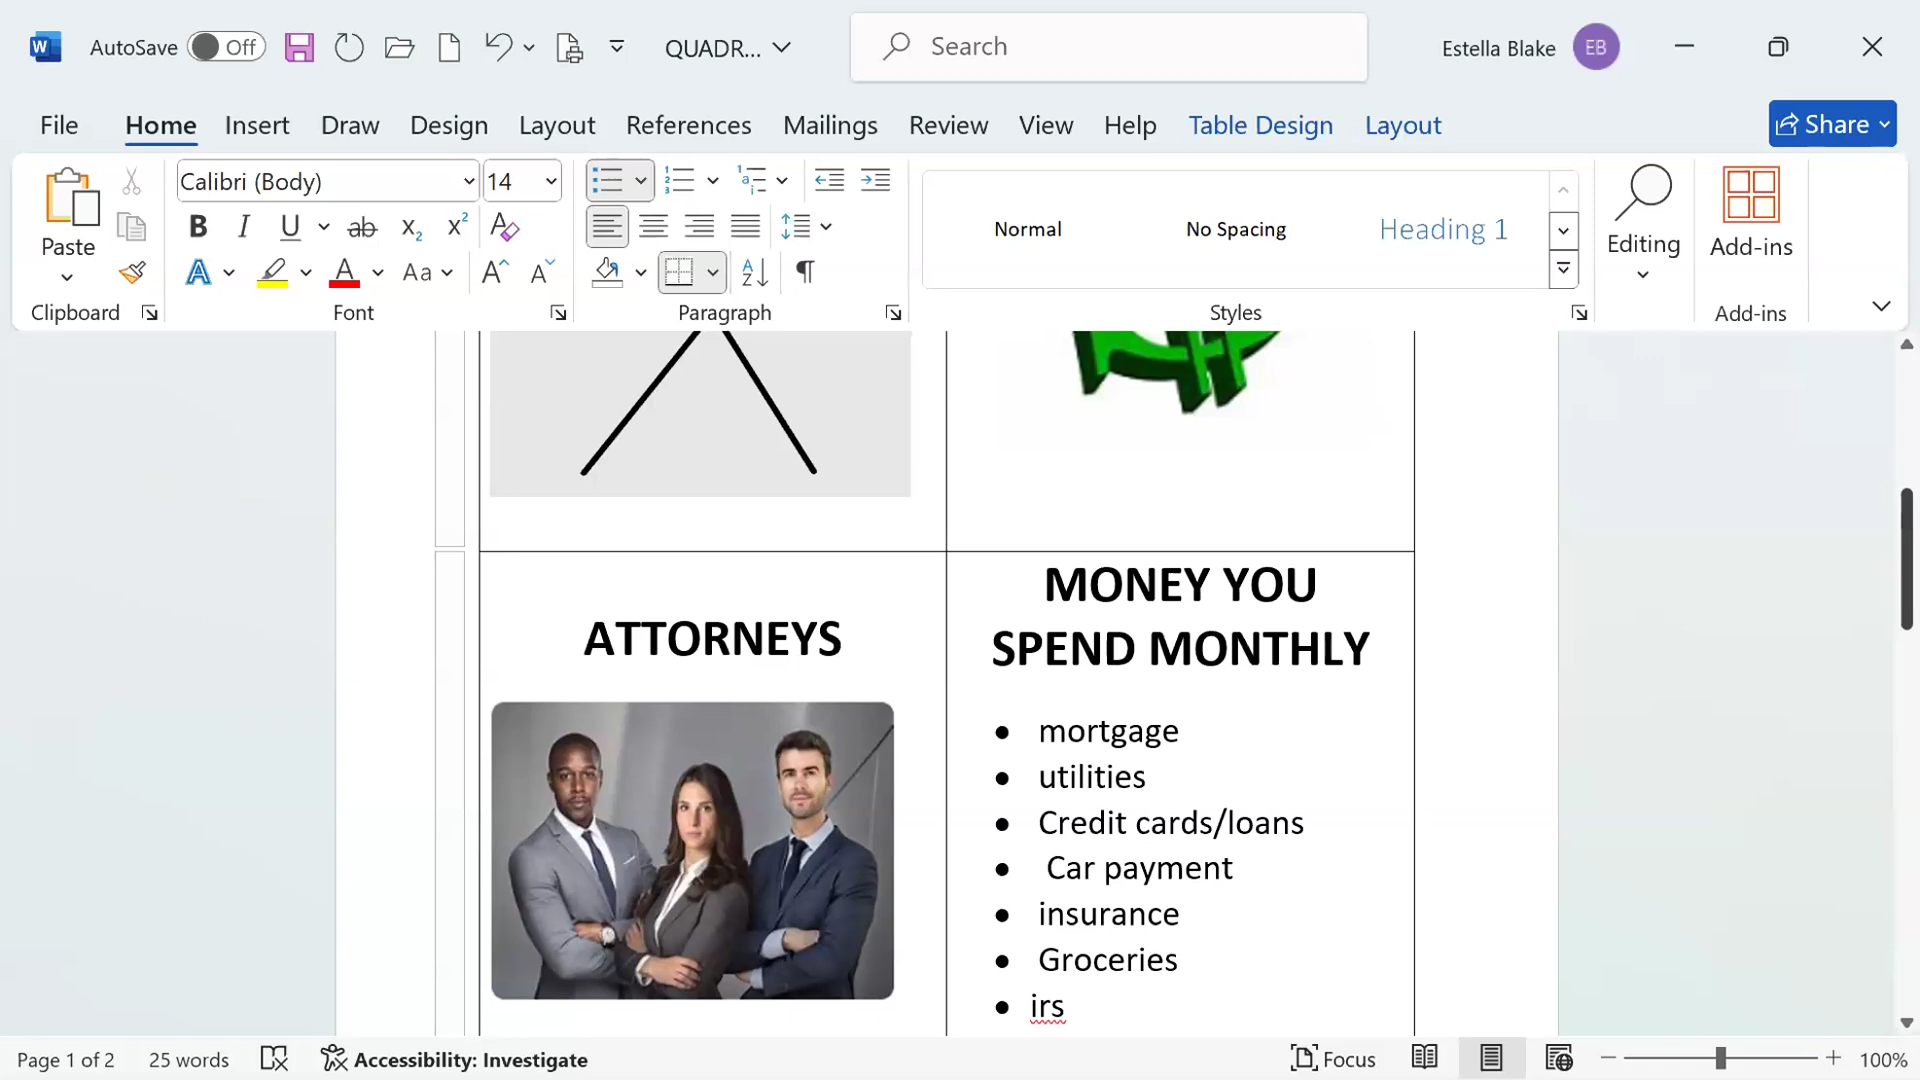 AutoSave Off QUADR... Search Estella Blake EB
File Home Insert Draw Design Layout References Mailings Review View Help Table Design Layout Share
Paste
Calibri (Body) 14
Normal No Spacing Heading 1
Editing Add-ins
Clipboard Font Paragraph Styles Add-ins
ATTORNEYS
MONEY YOU
SPEND MONTHLY
• mortgage
• utilities
• Credit cards/loans
• Car payment
• insurance
• Groceries
• irs
Page 1 of 2 25 words Accessibility: Investigate Focus 100%